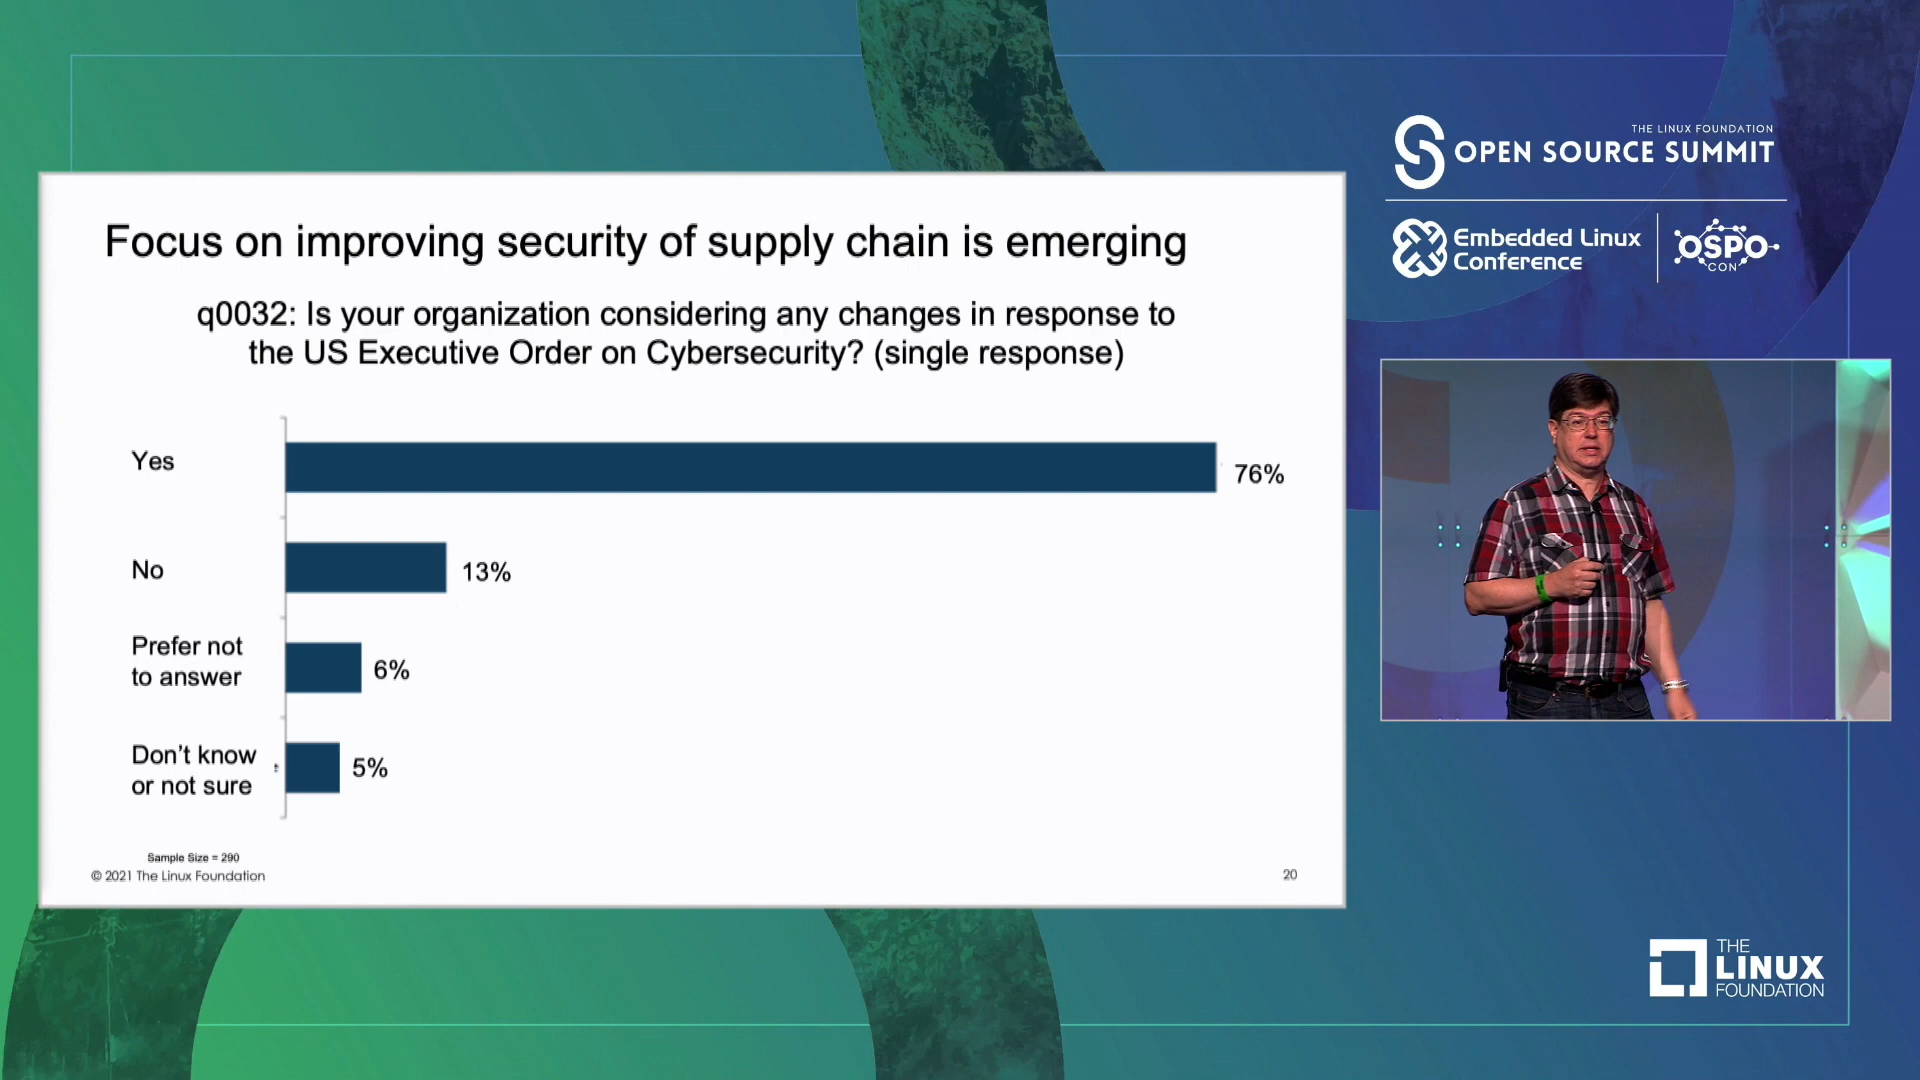 Focus on improving security of supply chain is emerging
q0032: Is your organization considering any changes in response to
the US Executive Order on Cybersecurity? (single response)
Yes
76%
No
13%
Prefer not
to answer
6%
Don’t know
or not sure
5%
Sample Size = 290
© 2021 The Linux Foundation
20
THE LINUX FOUNDATION
OPEN SOURCE SUMMIT
Embedded Linux
Conference
OSPO
CON
THE
LINUX
FOUNDATION